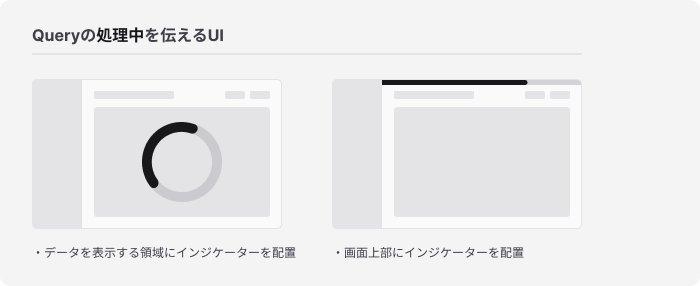 Queryの処理中を伝えるUI
・データを表示する領域にインジケーターを配置
・画面上部にインジケーターを配置